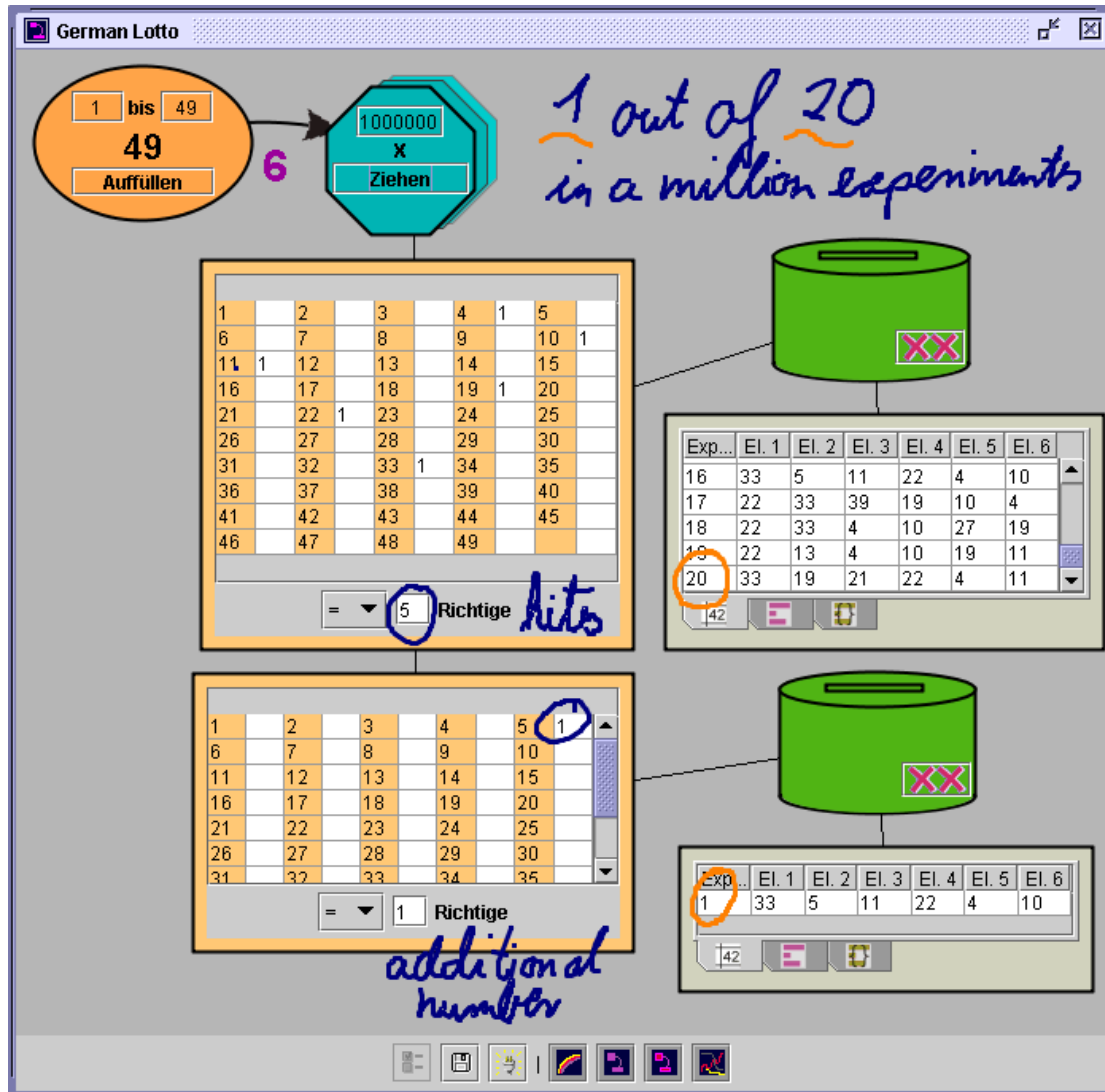 German Lotto
1 bis 49
49
Auffüllen
6
1000000
x
Ziehen
1 out of 20
in a million experiments
1 2 3 4 1 5
6 7 8 9 10 1
11 1 12 13 14 15
16 17 18 19 1 20
21 22 1 23 24 25
26 27 28 29 30
31 32 33 1 34 35
36 37 38 39 40
41 42 43 44 45
46 47 48 49
= 5 Richtige hits
XX
Exp... El. 1 El. 2 El. 3 El. 4 El. 5 El. 6
16 33 5 11 22 4 10
17 22 33 39 19 10 4
18 22 33 4 10 27 19
19 22 13 4 10 19 11
20 33 19 21 22 4 11
42
1 2 3 4 5 1
6 7 8 9 10
11 12 13 14 15
16 17 18 19 20
21 22 23 24 25
26 27 28 29 30
31 32 33 34 35
= 1 Richtige
additional
number
XX
Exp... El. 1 El. 2 El. 3 El. 4 El. 5 El. 6
1 33 5 11 22 4 10
42